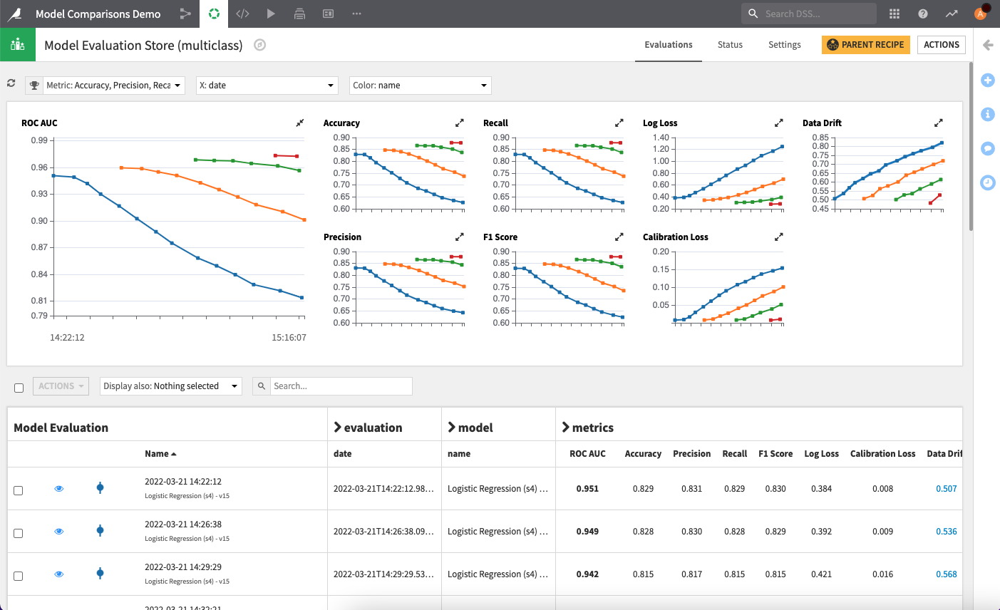 Model Comparisons Demo
Search DSS...
A
Model Evaluation Store (multiclass)
Evaluations
Status
Settings
PARENT RECIPE
ACTIONS
Metric: Accuracy, Precision, Reca
X: date
Color: name
ROC AUC
0.99
0.96
0.93
0.90
0.87
0.84
0.81
0.79
14:22:12
15:16:07
Accuracy
0.90
0.85
0.80
0.75
0.70
0.65
0.60
Recall
0.90
0.85
0.80
0.75
0.70
0.65
0.60
Log Loss
1.40
1.20
1.00
0.80
0.60
0.40
0.20
Data Drift
0.85
0.80
0.75
0.70
0.65
0.60
0.55
0.50
0.45
Precision
0.90
0.85
0.80
0.75
0.70
0.65
0.60
F1 Score
0.90
0.85
0.80
0.75
0.70
0.65
0.60
Calibration Loss
0.20
0.15
0.10
0.05
ACTIONS
Display also: Nothing selected
Search...
Model Evaluation evaluation model metrics
Name date name ROC AUC Accuracy Precision Recall F1 Score Log Loss Calibration Loss Data Drif
2022-03-21 14:22:12
Logistic Regression (s4) - v15
2022-03-21T14:22:12.98... Logistic Regression (s4) ... 0.951 0.829 0.831 0.829 0.830 0.384 0.008 0.507
2022-03-21 14:26:38
Logistic Regression (s4) - v15
2022-03-21T14:26:38.09... Logistic Regression (s4) ... 0.949 0.828 0.830 0.828 0.829 0.392 0.009 0.536
2022-03-21 14:29:29
Logistic Regression (s4) - v15
2022-03-21T14:29:29.53... Logistic Regression (s4) ... 0.942 0.815 0.817 0.815 0.815 0.421 0.016 0.568
2022-03-21 14:32:21